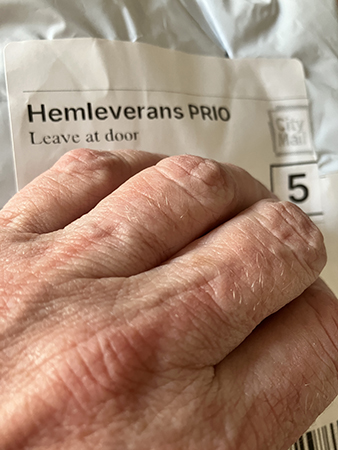 Hemleverans PRIO
Leave at door
City
Mail
5